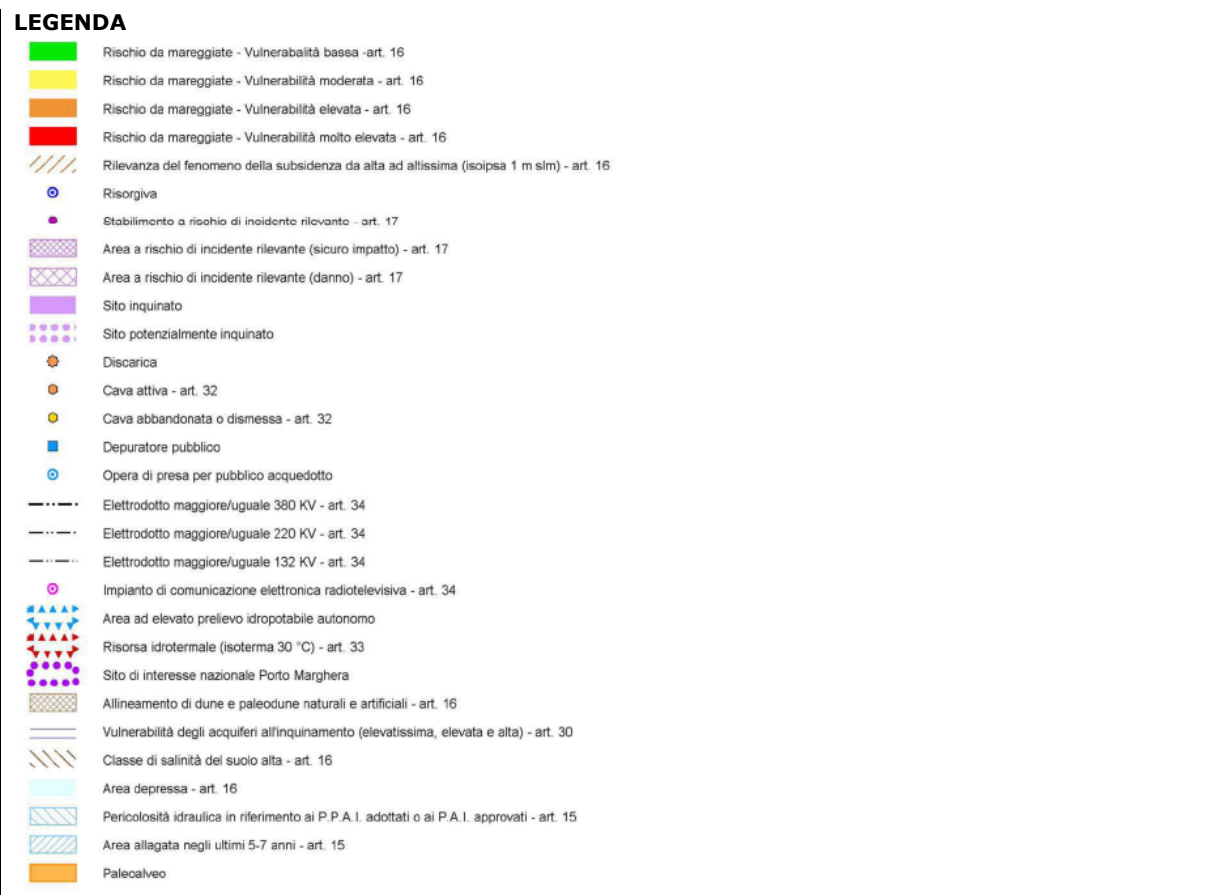 LEGENDA
Rischio da mareggiate - Vulnerabalità bassa -art. 16
Rischio da mareggiate - Vulnerabilità moderata - art. 16
Rischio da mareggiate - Vulnerabilità elevata - art. 16
Rischio da mareggiate - Vulnerabilità molto elevata - art. 16
Rilevanza del fenomeno della subsidenza da alta ad altissima (isoipsa 1 m slm) - art. 16
Risorgiva
Stabilimento a rischio di incidente rilevante - art. 17
Area a rischio di incidente rilevante (sicuro impatto) - art. 17
Area a rischio di incidente rilevante (danno) - art. 17
Sito inquinato
Sito potenzialmente inquinato
Discarica
Cava attiva - art. 32
Cava abbandonata o dismessa - art. 32
Depuratore pubblico
Opera di presa per pubblico acquedotto
Elettrodotto maggiore/uguale 380 KV - art. 34
Elettrodotto maggiore/uguale 220 KV - art. 34
Elettrodotto maggiore/uguale 132 KV - art. 34
Impianto di comunicazione elettronica radiotelevisiva - art. 34
Area ad elevato prelievo idropotabile autonomo
Risorsa idrotermale (isoterma 30 °C) - art. 33
Sito di interesse nazionale Porto Marghera
Allineamento di dune e paleodune naturali e artificiali - art. 16
Vulnerabilità degli acquiferi all'inquinamento (elevatissima, elevata e alta) - art. 30
Classe di salinità del suolo alta - art. 16
Area depressa - art. 16
Pericolosità idraulica in riferimento ai P.P.A.I. adottati o ai P.A.I. approvati - art. 15
Area allagata negli ultimi 5-7 anni - art. 15
Paleoalveo